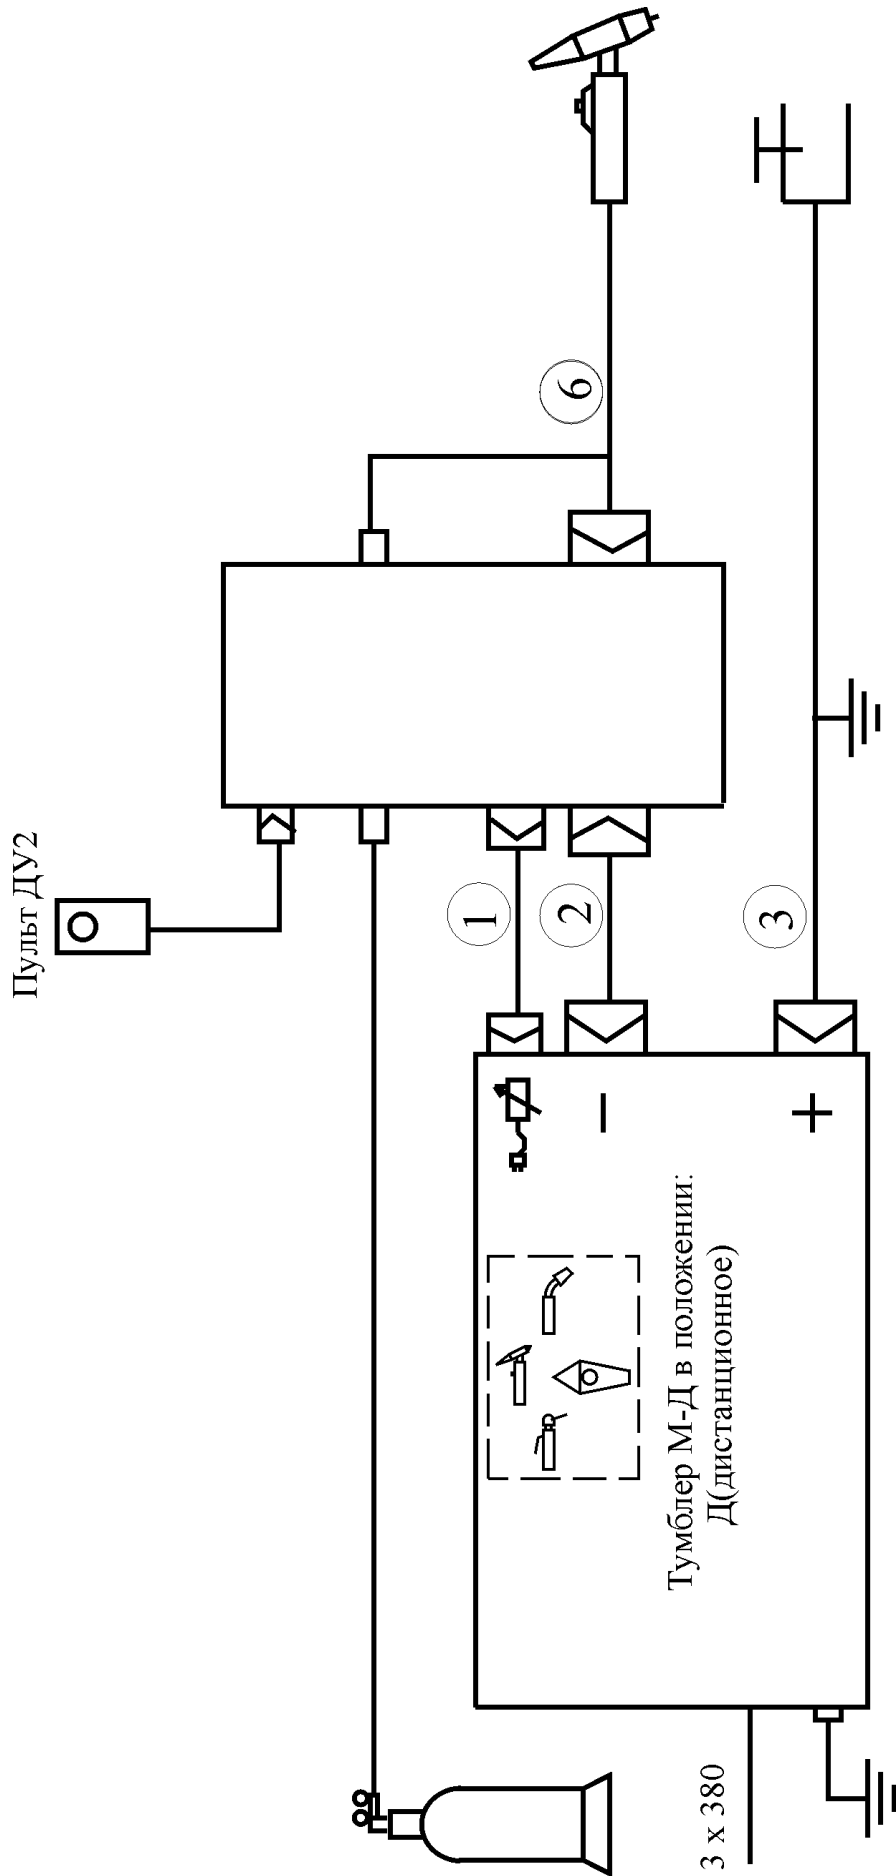 Пульт ДУ2
6
1
2
3
Тумблер М-Д в положении:
Д(дистанционное)
3 x 380